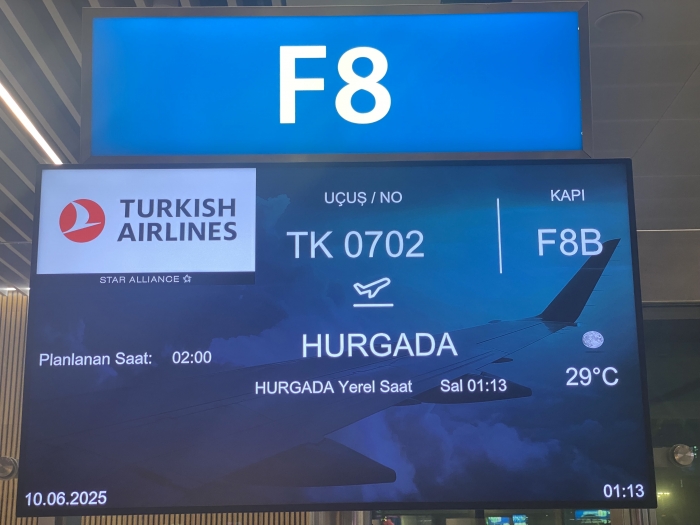 F8
TURKISH
AIRLINES
STAR ALLIANCE
UÇUŞ / NO
TK 0702
KAPI
F8B
HURGADA
Planlanan Saat: 02:00
HURGADA Yerel Saat Sal 01:13
29°C
10.06.2025
01:13